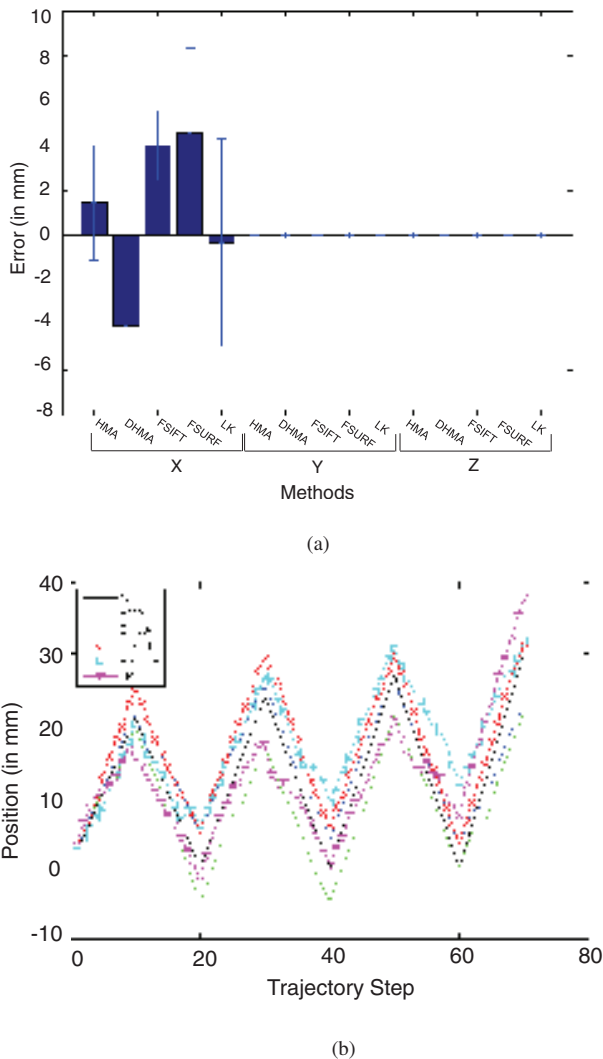 10
8
6
4
2
0
-2
-4
-6
-8
Error (in mm)
HMA DHMA FSIFT FSURF LK HMA DHMA FSIFT FSURF LK HMA DHMA FSIFT FSURF LK
X Y Z
Methods
(a)
40
30
20
10
0
-10
Position (in mm)
0 20 40 60 80
Trajectory Step
(b)